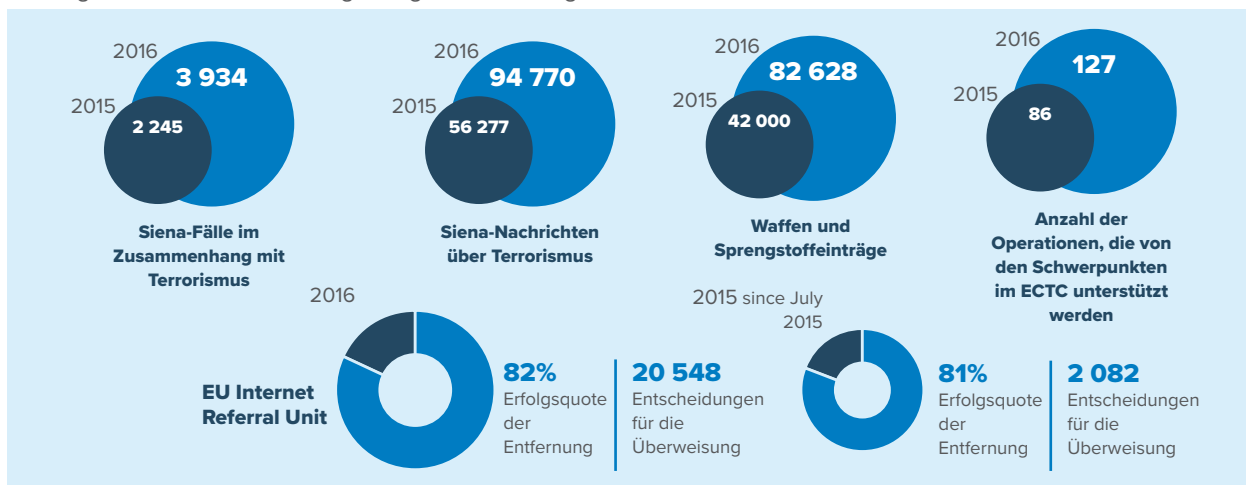 2016
3 934
2015
2 245
Siena-Fälle im
Zusammenhang mit
Terrorismus
2016
94 770
2015
56 277
Siena-Nachrichten
über Terrorismus
2016
82 628
2015
42 000
Waffen und
Sprengstoffeinträge
2016
127
2015
86
Anzahl der
Operationen, die von
den Schwerpunkten
im ECTC unterstützt
werden
EU Internet
Referral Unit
2016
82%
Erfolgsquote
der
Entfernung
20 548
Entscheidungen
für die
Überweisung
2015 since July
2015
81%
Erfolgsquote
der
Entfernung
2 082
Entscheidungen
für die
Überweisung